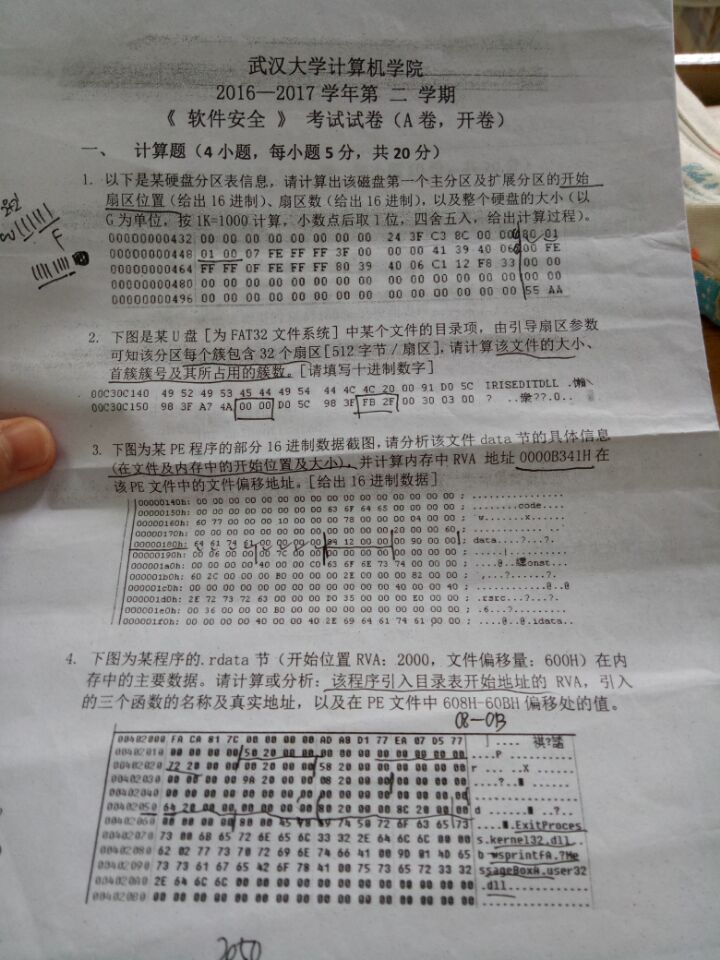 武汉大学计算机学院
2016—2017 学年第 二 学期
《 软件安全 》 考试试卷（A 卷，开卷）
一、 计算题（4 小题，每小题 5 分，共 20 分）
1. 以下是某硬盘分区表信息，请计算出该磁盘第一个主分区及扩展分区的开始
扇区位置（给出 16 进制）、扇区数（给出 16 进制），以及整个硬盘的大小（以
G 为单位，按 1K=1000 计算，小数点后取 1 位，四舍五入，给出计算过程）。
00000000432 00 00 00 00 00 00 00 00 24 3F C3 8C 00 00 80 01
00000000448 01 00 07 FE FF FF 3F 00 00 00 41 39 40 06 00 FE
00000000464 FF FF 0F FE FF FF 80 39 40 06 C1 12 F8 33 00 00
00000000480 00 00 00 00 00 00 00 00 00 00 00 00 00 00 00 00
00000000496 00 00 00 00 00 00 00 00 00 00 00 00 00 00 55 AA
2. 下图是某 U 盘［为 FAT32 文件系统］中某个文件的目录项，由引导扇区参数
可知该分区每个簇包含 32 个扇区［512 字节／扇区］，请计算该文件的大小、
首簇簇号及其所占用的簇数。［请填写十进制数字］
00C30C140 49 52 49 53 45 44 49 54 44 4C 4C 20 00 91 D0 5C IRISEDITDLL
00C30C150 98 3F A7 4A 00 00 D0 5C 98 3F FB 2F 00 30 03 00
3. 下图为某 PE 程序的部分 16 进制数据截图，请分析该文件 data 节的具体信息
（在文件及内存中的开始位置及大小），并计算内存中 RVA 地址 0000B341H 在
该 PE 文件中的文件偏移地址。［给出 16 进制数据］
00000140h: 00 00 00 00 00 00 00 00 00 00 00 00 00 00 00 00 ; ................
00000150h: 00 00 00 00 00 00 00 00 63 6F 64 65 00 00 00 00 ; ........code....
00000160h: 60 77 00 00 00 10 00 00 00 78 00 00 00 04 00 00 ; `w.......x......
00000170h: 00 00 00 00 00 00 00 00 00 00 00 00 20 00 00 60 ;
00000180h: 64 61 74 61 00 00 00 00 84 12 00 00 00 90 00 00 ; data....?...?.
00000190h: 00 06 00 00 00 7C 00 00 00 00 00 00 00 00 00 00 ; .....|..........
000001a0h: 00 00 00 00 40 00 00 C0 63 6F 6E 73 74 00 00 00 ; ....@..const...
000001b0h: 60 2C 00 00 00 B0 00 00 00 2E 00 00 00 82 00 00 ; `,...?.......?.
000001c0h: 00 00 00 00 00 00 00 00 00 00 00 00 40 00 00 40 ; ............@..@
000001d0h: 2E 72 73 72 63 00 00 00 D0 35 00 00 00 E0 00 00 ; .rsrc...?...?.
000001e0h: 00 36 00 00 00 B0 00 00 00 00 00 00 00 00 00 00 ; .6...?..........
000001f0h: 00 00 00 00 40 00 00 40 2E 69 64 61 74 61 00 00 ; ....@..@.idata..
4. 下图为某程序的.rdata 节（开始位置 RVA：2000，文件偏移量：600H）在内
存中的主要数据。请计算或分析：该程序引入目录表开始地址的 RVA，引入
的三个函数的名称及真实地址，以及在 PE 文件中 608H-60BH 偏移处的值。
08-0B
00402000 FA CA 81 7C 00 00 00 00 AD A8 D1 77 EA 07 D5 77
00402010 00 00 00 00 50 20 00 00 00 00 00 00 00 00 00 00 ....P
00402020 72 20 00 00 00 20 00 00 58 20 00 00 00 00 00 00
00402030 00 00 00 00 9A 20 00 00 08 20 00 00 00 00 00 00
00 00 00 00 00 00 00 00 00 00 00 00 00 00 00 00
00402050 64 20 00 00 00 00 00 00 80 20 00 00 8C 20 00 00
00402060 00 00 00 00 80 00 45 78 69 74 50 72 6F 63 65 73 .ExitProces
00402070 73 00 6B 65 72 6E 65 6C 33 32 2E 64 6C 6C 00 00 s.kernel32.dll..
00402080 62 02 77 73 70 72 69 6E 74 66 41 00 9D 01 4D 65 b wsprintfA.?Me
00402090 73 73 61 67 65 42 6F 78 41 00 75 73 65 72 33 32 ssageBoxA.user32
004020A0 2E 64 6C 6C 00 00 00 00 00 00 00 00 00 00 00 00 .dll
004020B0 00 00 00 00 00 00 00 00 00 00 00 00 00 00 00 00
2050